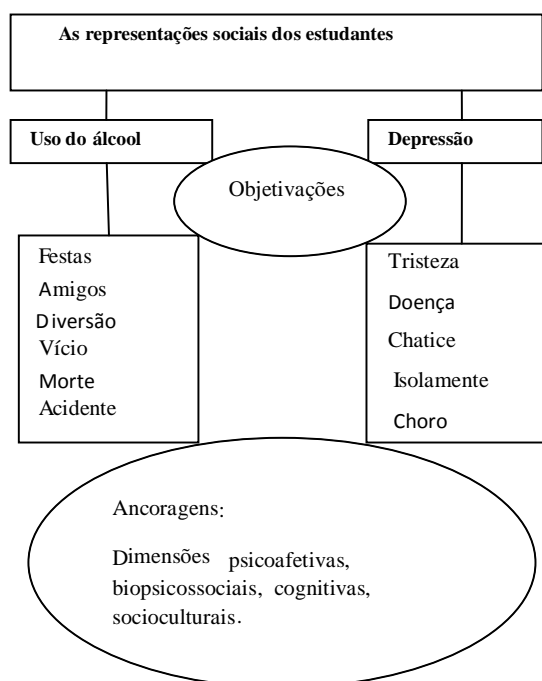 As representações sociais dos estudantes
Uso do álcool
Depressão
Objetivações
Festas
Amigos
Diversão
Vício
Morte
Acidente
Tristeza
Doença
Chatice
Isolamente
Choro
Ancoragens:
Dimensões psicoafetivas,
biopsicossociais, cognitivas,
socioculturais.